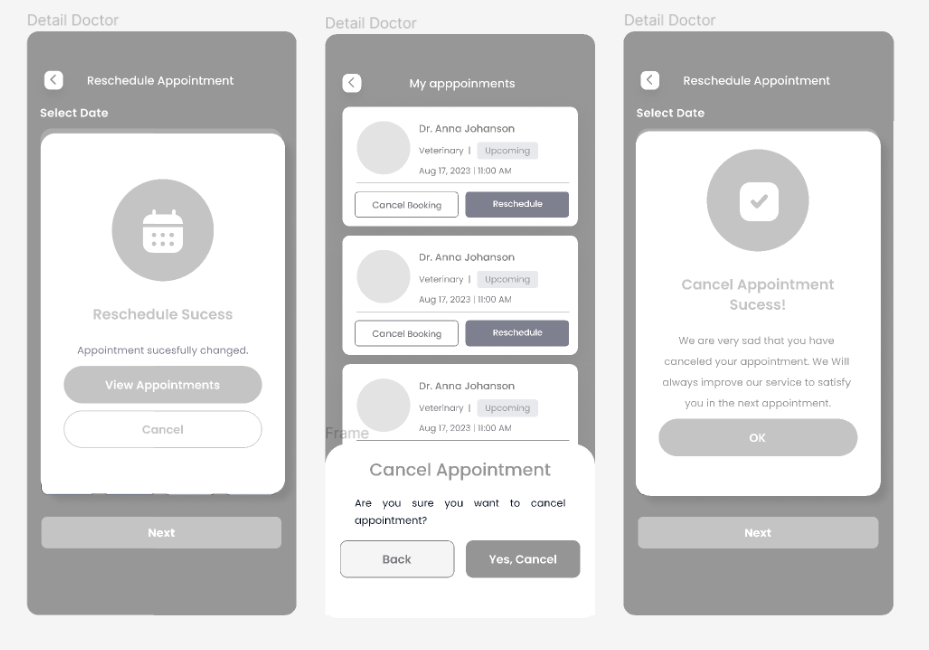 Detail Doctor
Reschedule Appointment
Select Date
Reschedule Sucess
Appointment sucesfully changed.
View Appointments
Cancel
Next
Detail Doctor
My apppoinments
Dr. Anna Johanson
Veterinary | Upcoming
Aug 17, 2023 | 11:00 AM
Cancel Booking Reschedule
Dr. Anna Johanson
Veterinary | Upcoming
Aug 17, 2023 | 11:00 AM
Cancel Booking Reschedule
Dr. Anna Johanson
Veterinary | Upcoming
Aug 17, 2023 | 11:00 AM
Frame
Cancel Appointment
Are you sure you want to cancel
appointment?
Back Yes, Cancel
Detail Doctor
Reschedule Appointment
Select Date
Cancel Appointment
Sucess!
We are very sad that you have
canceled your appointment. We Will
always improve our service to satisfy
you in the next appointment.
OK
Next